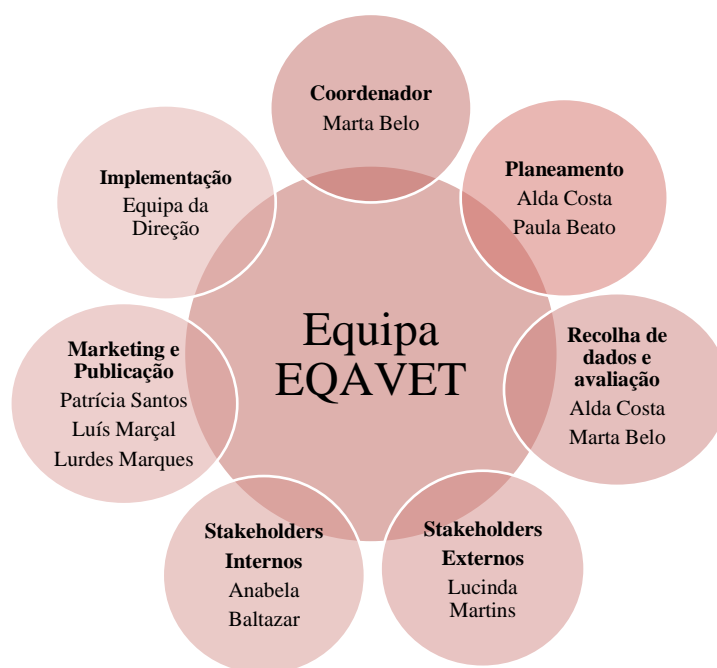 Coordenador
Marta Belo
Planeamento
Alda Costa
Paula Beato
Recolha de
dados e
avaliação
Alda Costa
Marta Belo
Stakeholders
Externos
Lucinda
Martins
Stakeholders
Internos
Anabela
Baltazar
Marketing e
Publicação
Patrícia Santos
Luís Marçal
Lurdes Marques
Implementação
Equipa da
Direção
Equipa
EQAVET